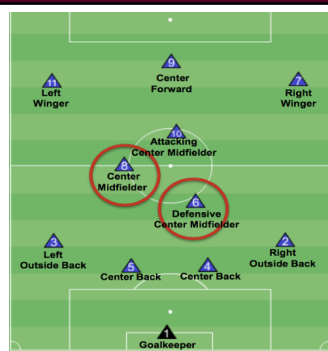 9
Center
Forward
11
Left
Winger
7
Right
Winger
10
Attacking
Center Midfielder
8
Center
Midfielder
6
Defensive
Center Midfielder
3
Left
Outside Back
2
Right
Outside Back
5
Center Back
4
Center Back
1
Goalkeeper